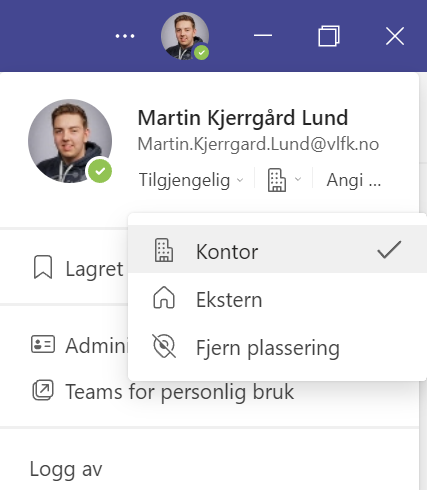 Martin Kjerrgård Lund
Martin.Kjerrgard.Lund@vlfk.no
Tilgjengelig
Angi ...
Kontor
Ekstern
Fjern plassering
Lagret
Admini
Teams for personlig bruk
Logg av